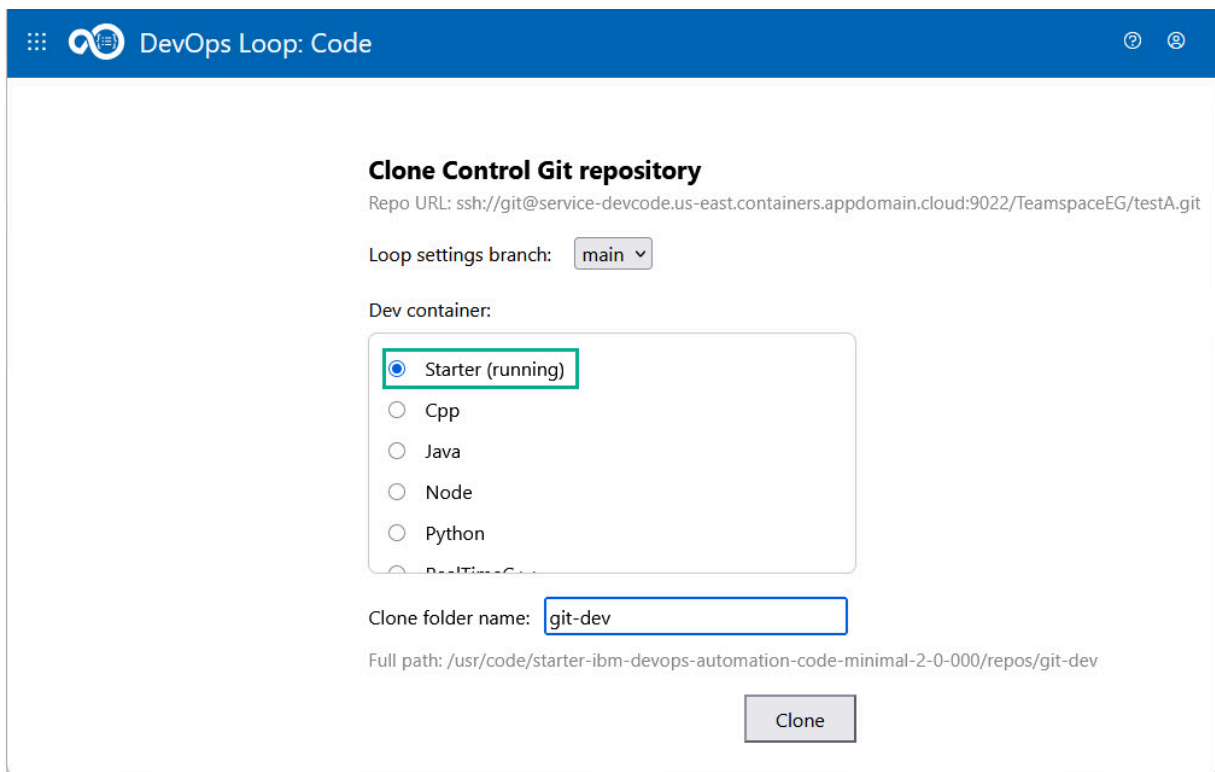 DevOps Loop: Code
Clone Control Git repository
Repo URL: ssh://git@service-devcode.us-east.containers.appdomain.cloud:9022/TeamspaceEG/testA.git
Loop settings branch: main
Dev container:
Starter (running)
Cpp
Java
Node
Python
Clone folder name: git-dev
Full path: /usr/code/starter-ibm-devops-automation-code-minimal-2-0-000/repos/git-dev
Clone